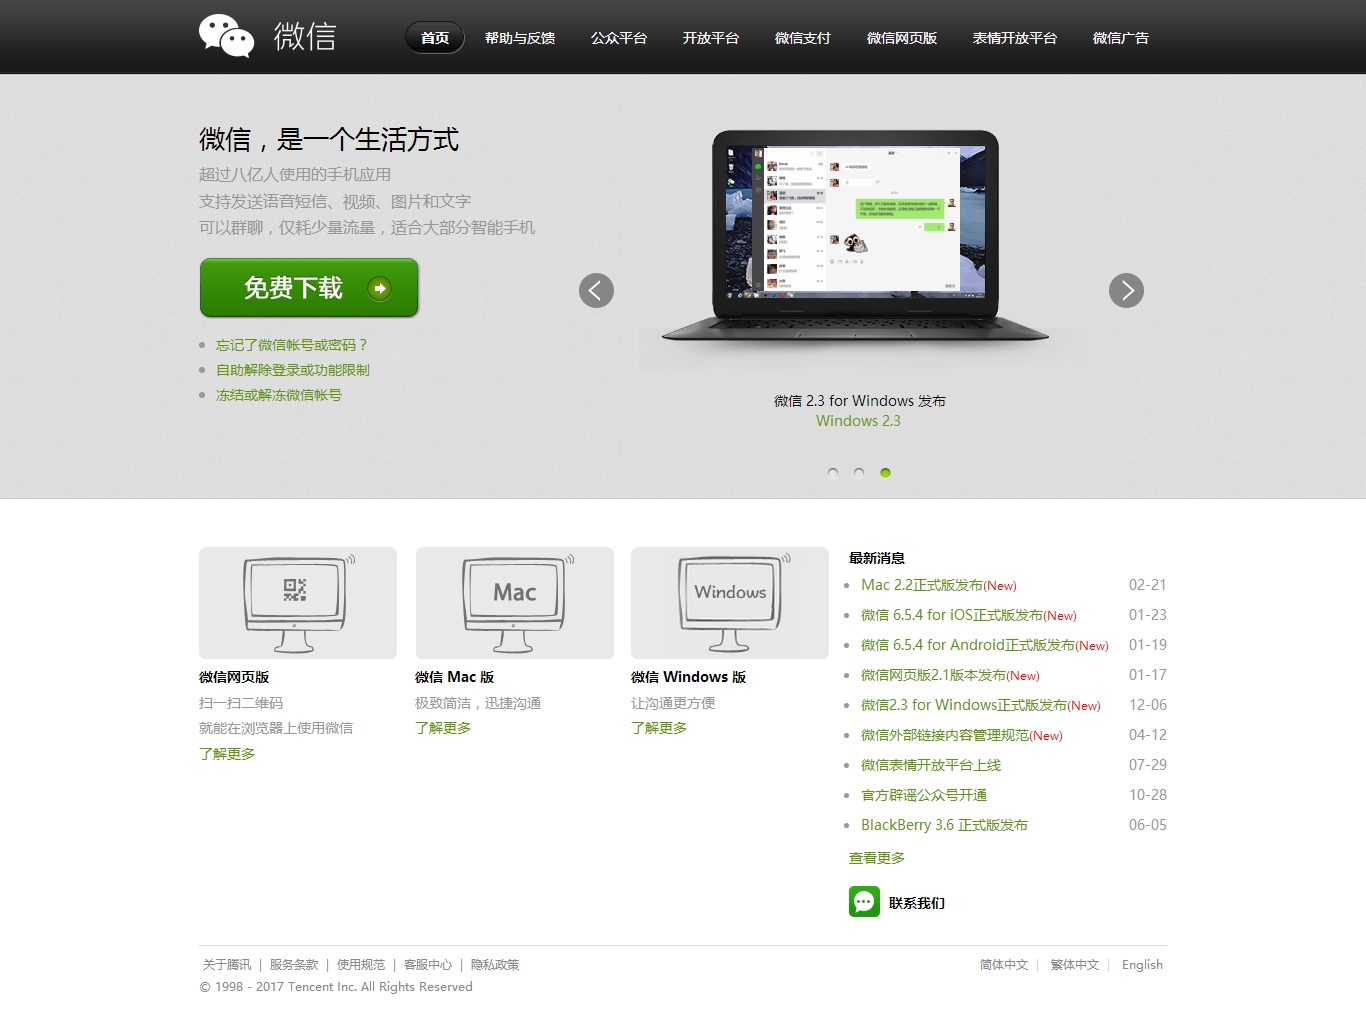 微信
首页 帮助与反馈 公众平台 开放平台 微信支付 微信网页版 表情开放平台 微信广告
微信，是一个生活方式
超过八亿人使用的手机应用
支持发送语音短信、视频、图片和文字
可以群聊，仅耗少量流量，适合大部分智能手机
免费下载
忘记了微信帐号或密码？
自助解除登录或功能限制
冻结或解冻微信帐号
微信 2.3 for Windows 发布
Windows 2.3
Mac
Windows
微信网页版
扫一扫二维码
就能在浏览器上使用微信
了解更多
微信 Mac 版
极致简洁，迅捷沟通
了解更多
微信 Windows 版
让沟通更方便
了解更多
最新消息
Mac 2.2正式版发布(New) 02-21
微信 6.5.4 for iOS正式版发布(New) 01-23
微信 6.5.4 for Android正式版发布(New) 01-19
微信网页版2.1版本发布(New) 01-17
微信2.3 for Windows正式版发布(New) 12-06
微信外部链接内容管理规范(New) 04-12
微信表情开放平台上线 07-29
官方辟谣公众号开通 10-28
BlackBerry 3.6 正式版发布 06-05
查看更多
联系我们
关于腾讯 | 服务条款 | 使用规范 | 客服中心 | 隐私政策
简体中文 | 繁体中文 | English
© 1998 - 2017 Tencent Inc. All Rights Reserved